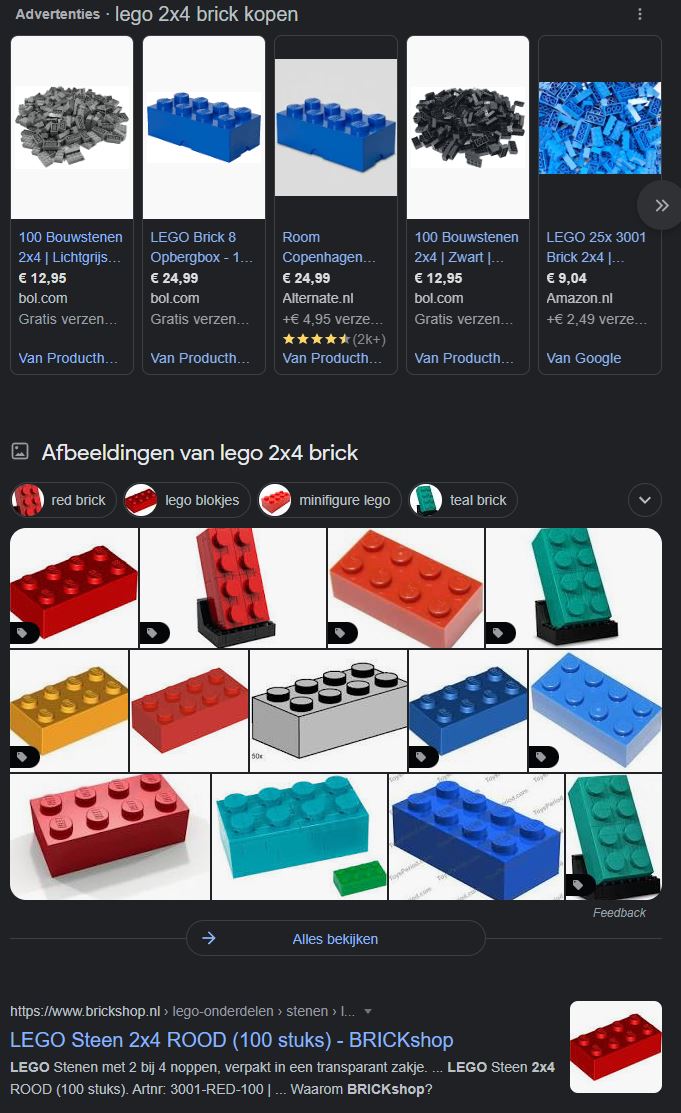 Advertenties · lego 2x4 brick kopen
100 Bouwstenen
2x4 | Lichtgrijs...
€ 12,95
bol.com
Gratis verzen...
Van Producth...
LEGO Brick 8
Opbergbox - 1...
€ 24,99
bol.com
Gratis verzen...
Van Producth...
Room
Copenhagen...
€ 24,99
Alternate.nl
+€ 4,95 verze...
(2k+)
Van Producth...
100 Bouwstenen
2x4 | Zwart |...
€ 12,95
bol.com
Gratis verzen...
Van Producth...
LEGO 25x 3001
Brick 2x4 |...
€ 9,04
Amazon.nl
+€ 2,49 verze...
Van Google
Afbeeldingen van lego 2x4 brick
red brick
lego blokjes
minifigure lego
teal brick
50x
ToysPeriod.com
Feedback
Alles bekijken
https://www.brickshop.nl › lego-onderdelen › stenen › l...
LEGO Steen 2x4 ROOD (100 stuks) - BRICKshop
LEGO Stenen met 2 bij 4 noppen, verpakt in een transparant zakje. ... LEGO Steen 2x4
ROOD (100 stuks). Artnr: 3001-RED-100 | ... Waarom BRICKshop?